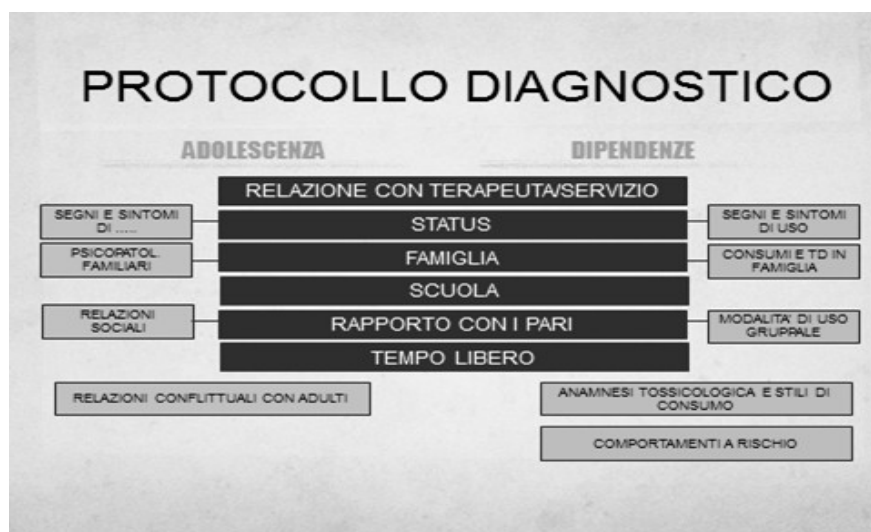 PROTOCOLLO DIAGNOSTICO
ADOLESCENZA
DIPENDENZE
RELAZIONE CON TERAPEUTA/SERVIZIO
SEGNI E SINTOMI
DI .....
STATUS
SEGNI E SINTOMI
DI USO
PSICOPATOL.
FAMILIARI
FAMIGLIA
CONSUMI E TD IN
FAMIGLIA
SCUOLA
RELAZIONI
SOCIALI
RAPPORTO CON I PARI
MODALITA' DI USO
GRUPPALE
TEMPO LIBERO
RELAZIONI CONFLITTUALI CON ADULTI
ANAMNESI TOSSICOLOGICA E STILI DI
CONSUMO
COMPORTAMENTI A RISCHIO